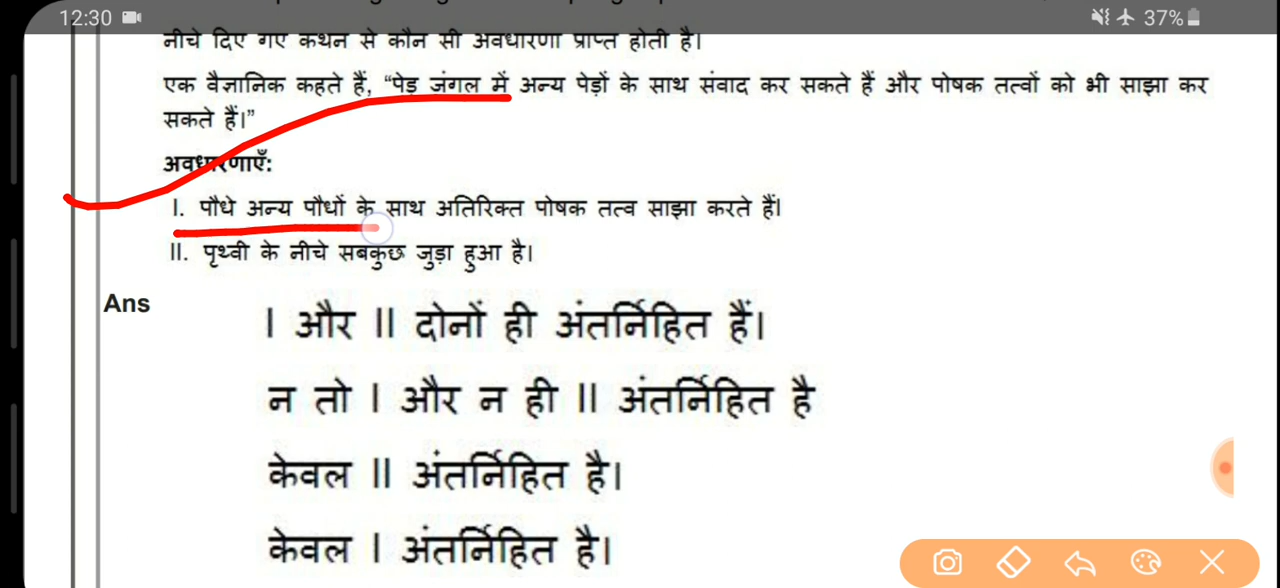 12:30
37%
नीचे दिए गए कथन से कौन सी अवधारणा प्राप्त होती है।
एक वैज्ञानिक कहते हैं, “पेड़ जंगल में अन्य पेड़ों के साथ संवाद कर सकते हैं और पोषक तत्वों को भी साझा कर
सकते हैं।”
अवधारणाएँ:
I. पौधे अन्य पौधों के साथ अतिरिक्त पोषक तत्व साझा करते हैं।
II. पृथ्वी के नीचे सबकुछ जुड़ा हुआ है।
Ans
I और II दोनों ही अंतर्निहित हैं।
न तो I और न ही II अंतर्निहित है
केवल II अंतर्निहित है।
केवल I अंतर्निहित है।